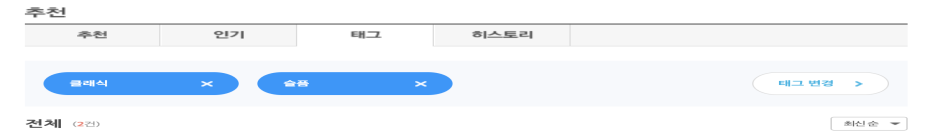 추천
추천 인기 태그 히스토리
클래식 × 슬픔 × 태그 변경 >
전체 (2건) 최신 순